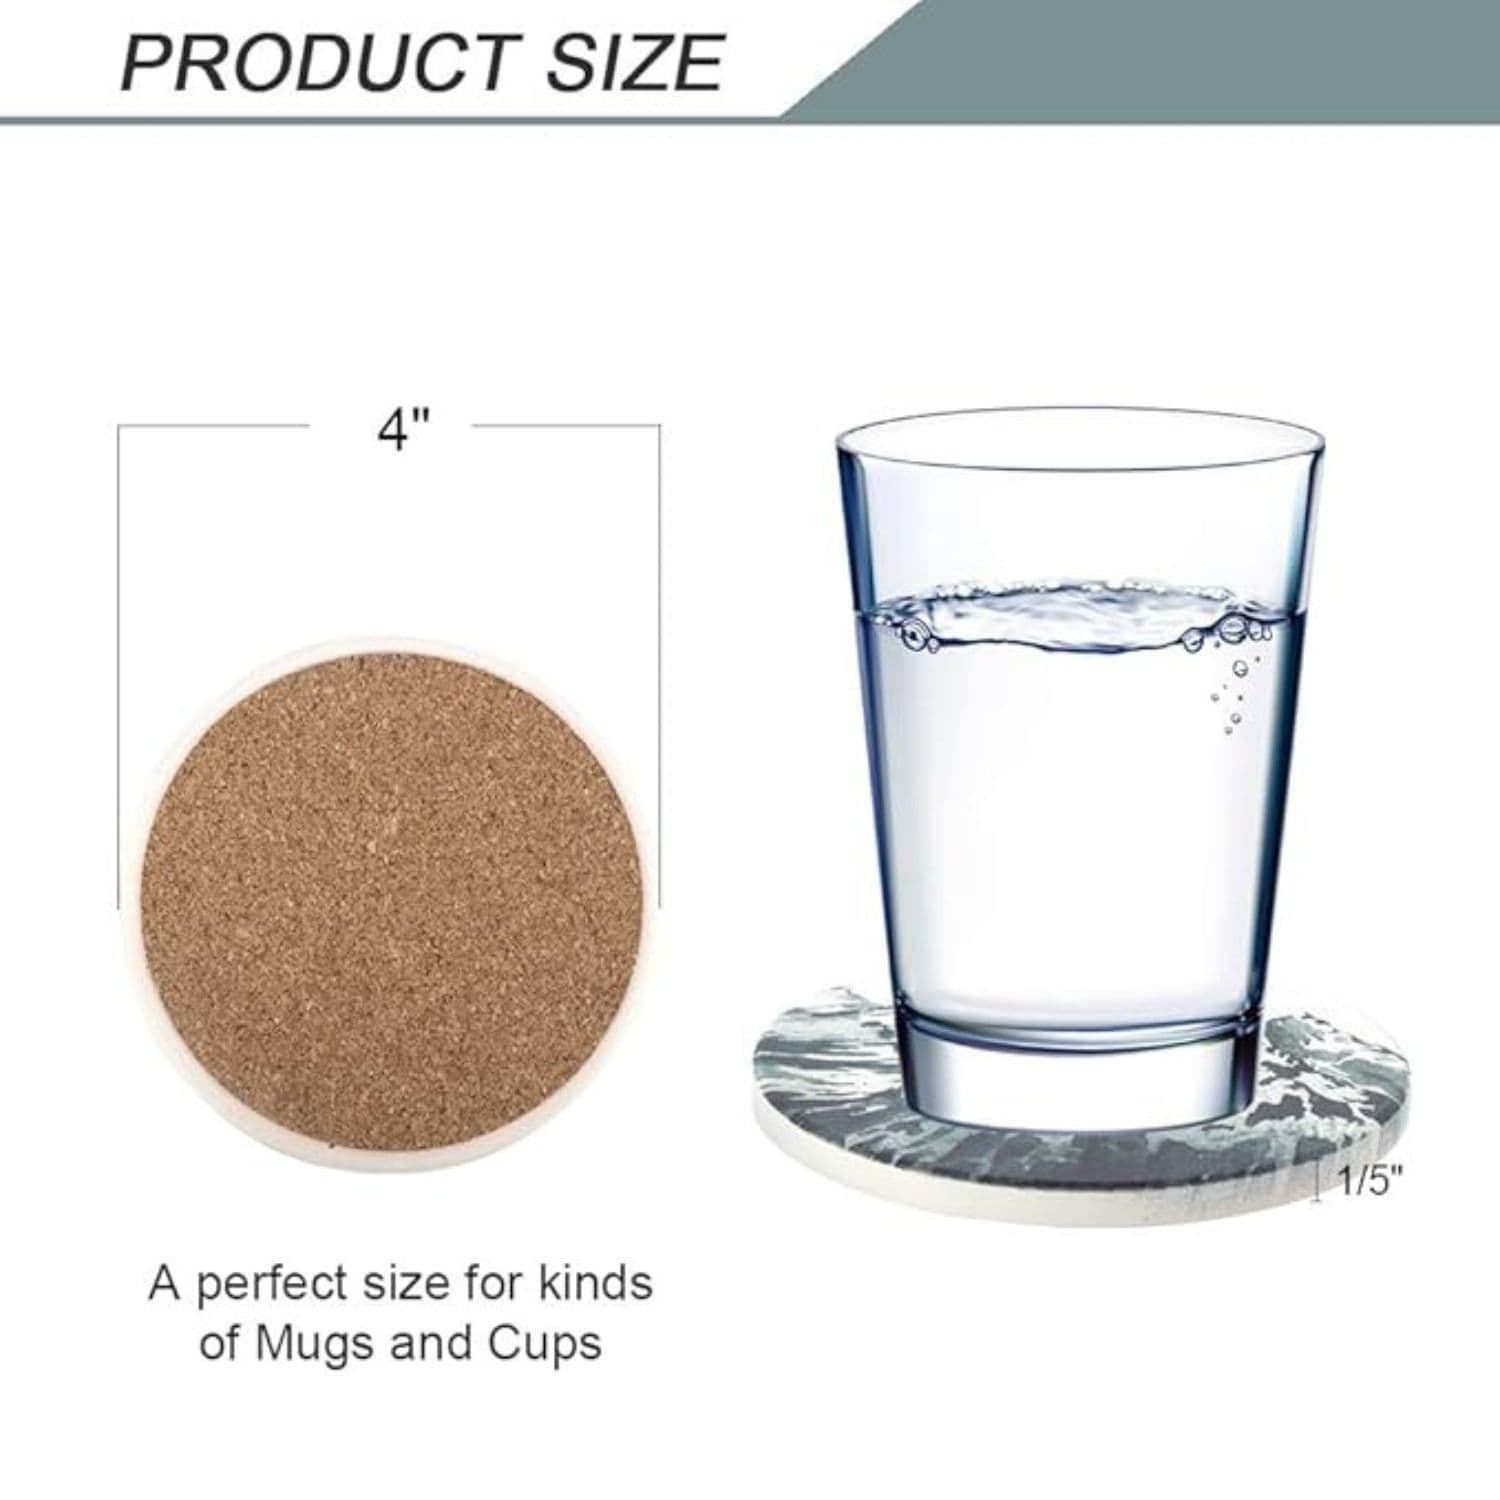 PRODUCT SIZE
4"
1/5"
A perfect size for kinds
of Mugs and Cups